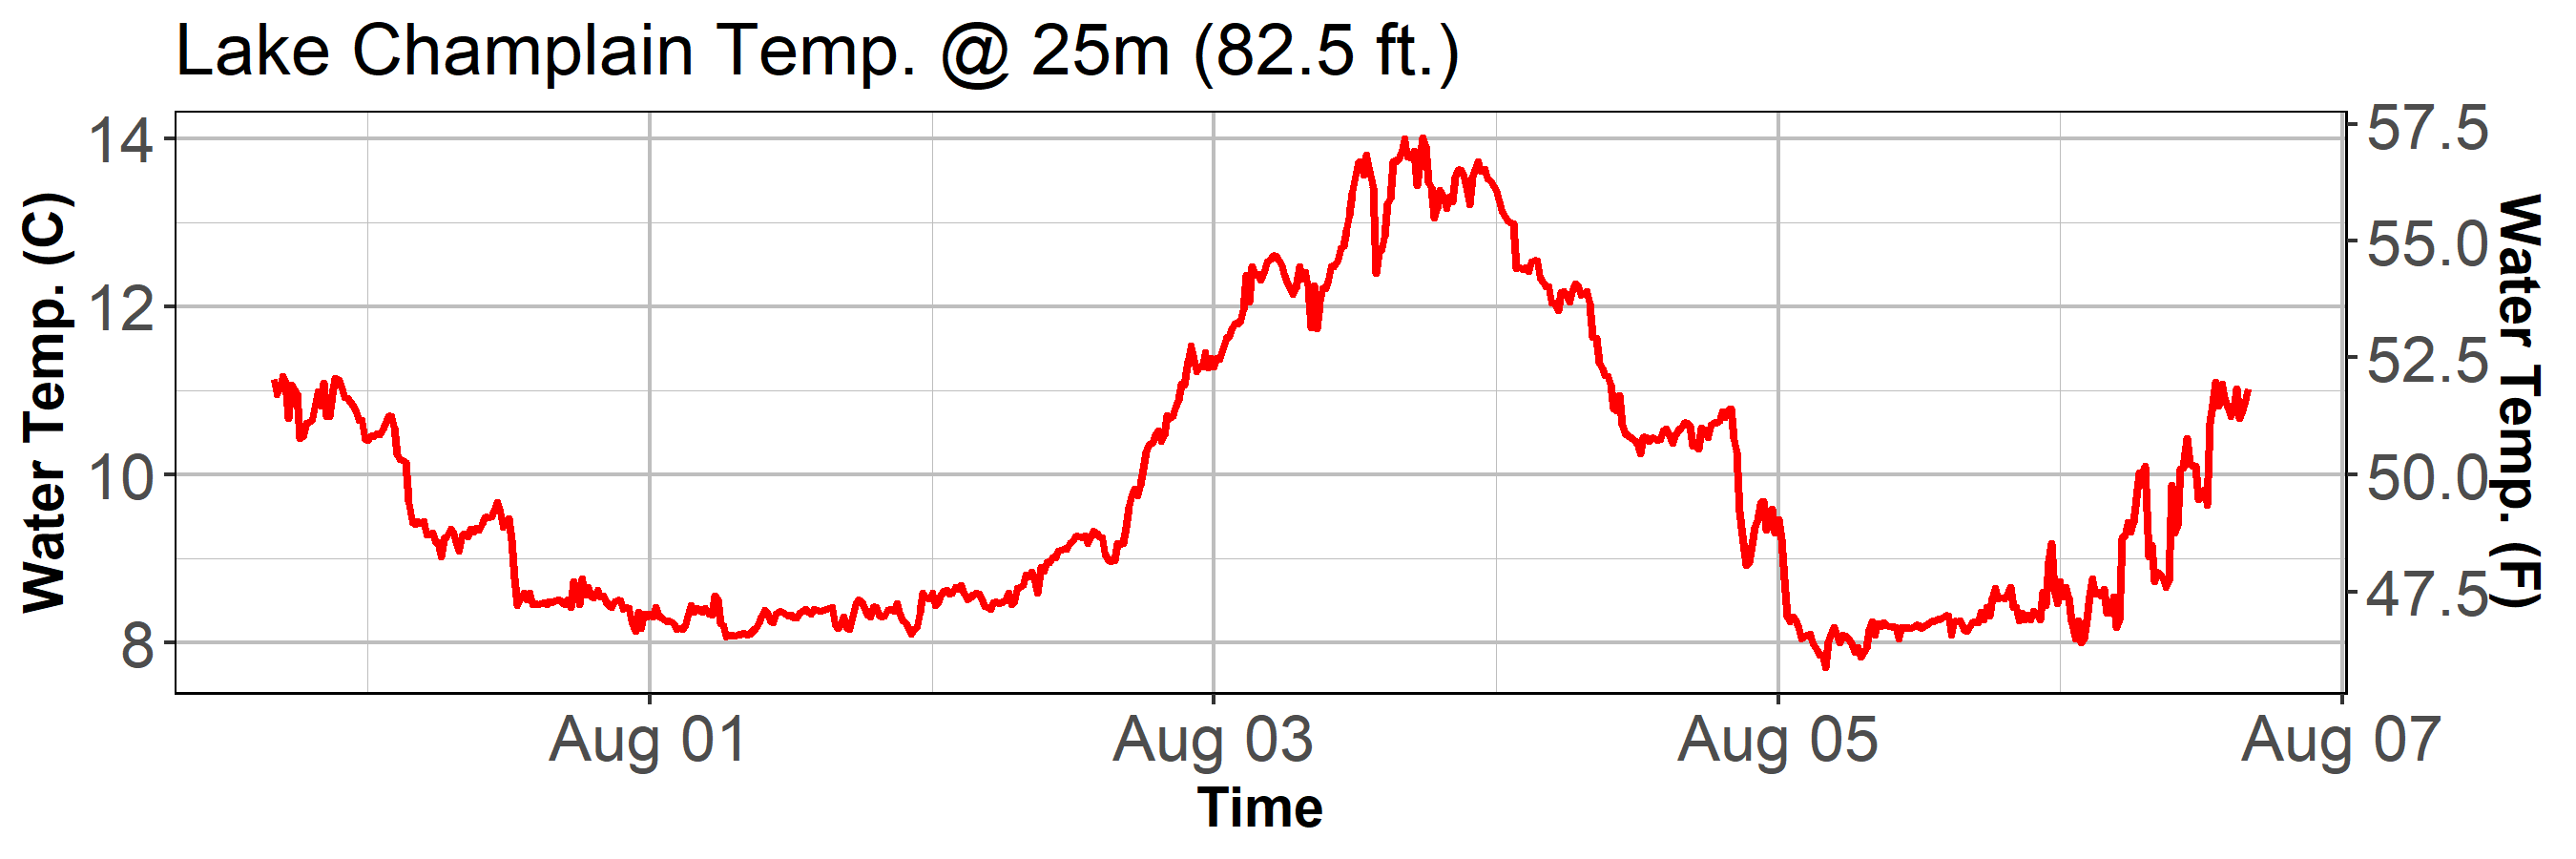 Lake Champlain Temp. @ 25m (82.5 ft.)
Water Temp. (C)
14
12
10
8
57.5
55.0
52.5
50.0
47.5
Water Temp. (F)
Aug 01
Aug 03
Aug 05
Aug 07
Time